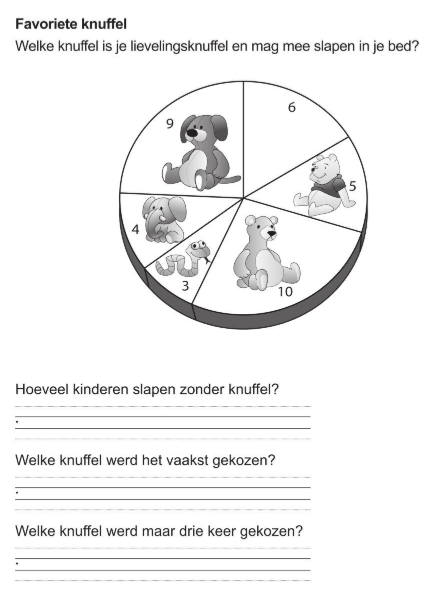 Favoriete knuffel
Welke knuffel is je lievelingsknuffel en mag mee slapen in je bed?
9
6
5
4
3
10
Hoeveel kinderen slapen zonder knuffel?
Welke knuffel werd het vaakst gekozen?
Welke knuffel werd maar drie keer gekozen?